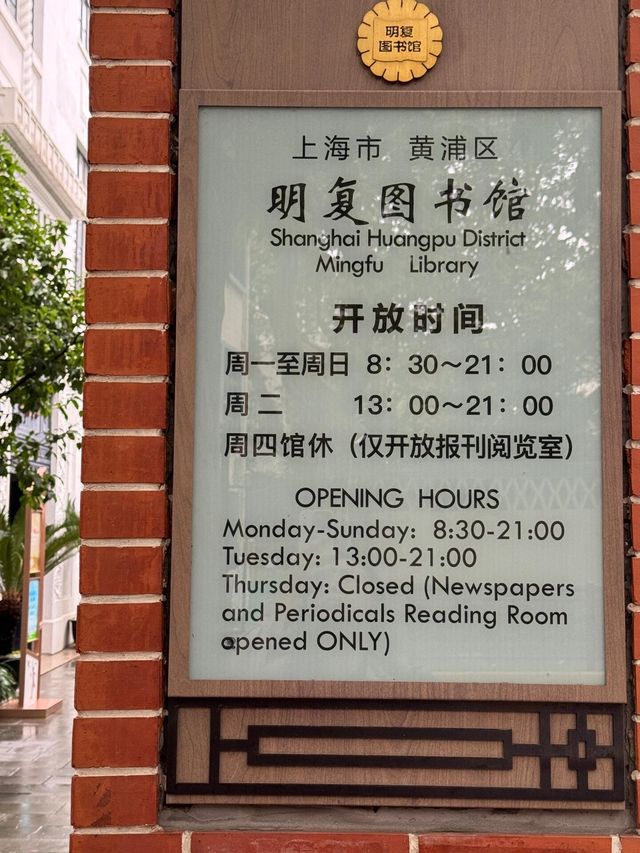 明复
图书馆
上海市 黄浦区
明复图书馆
Shanghai Huangpu District
Mingfu Library
开放时间
周一至周日 8：30～21：00
周二 13：00～21：00
周四馆休（仅开放报刊阅览室）
OPENING HOURS
Monday-Sunday: 8:30-21:00
Tuesday: 13:00-21:00
Thursday: Closed (Newspapers
and Periodicals Reading Room
opened ONLY)